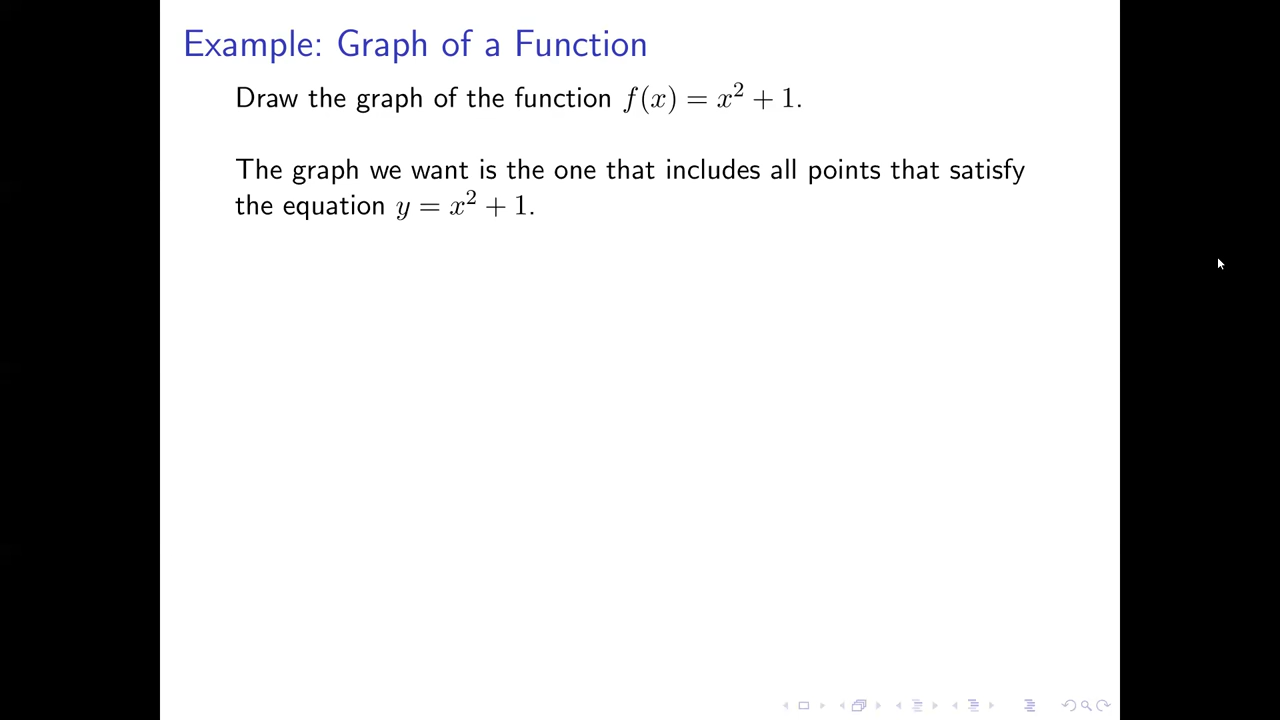 Example: Graph of a Function
Draw the graph of the function f(x) = x² + 1.
The graph we want is the one that includes all points that satisfy
the equation y = x² + 1.